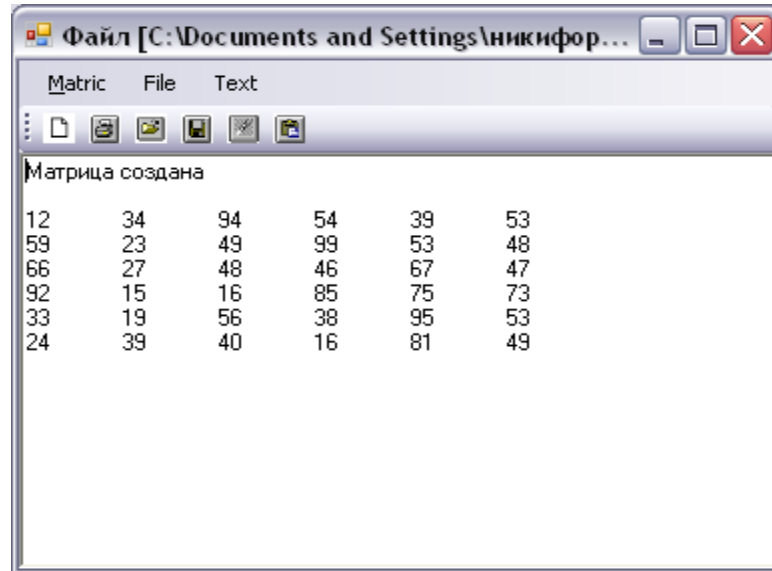 Файл [C:\Documents and Settings\никифор...
Matric File Text
Матрица создана
12 34 94 54 39 53
59 23 49 99 53 48
66 27 48 46 67 47
92 15 16 85 75 73
33 19 56 38 95 53
24 39 40 16 81 49